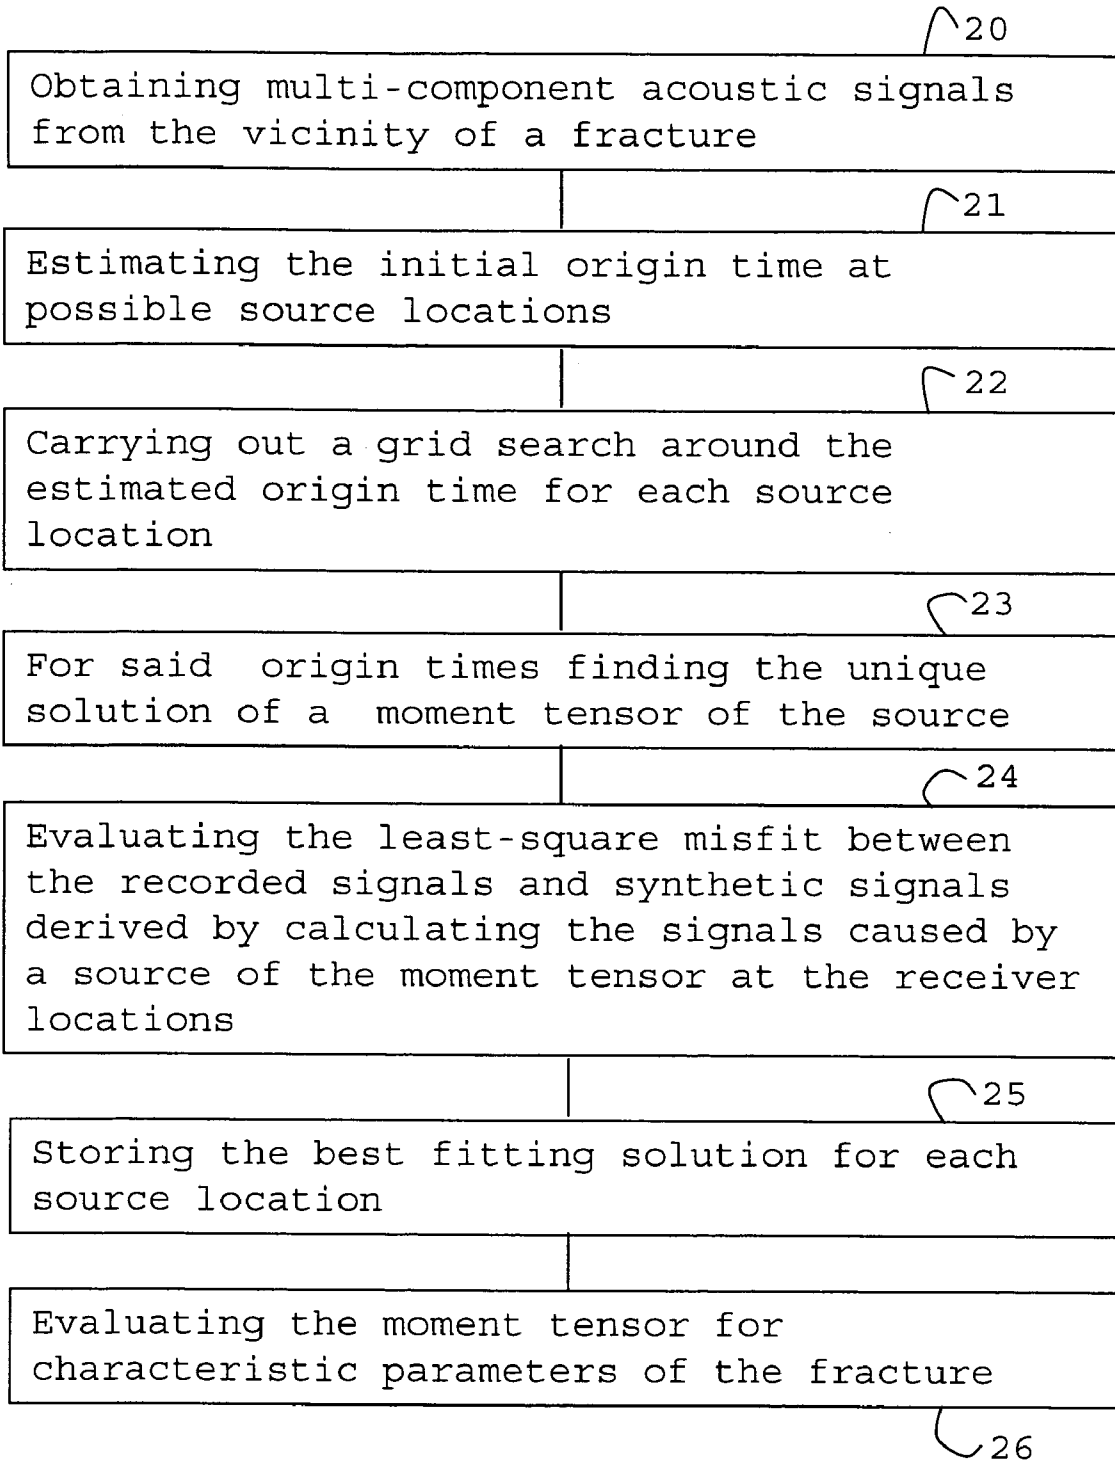 20
Obtaining multi-component acoustic signals
from the vicinity of a fracture
21
Estimating the initial origin time at
possible source locations
22
Carrying out a grid search around the
estimated origin time for each source
location
23
For said origin times finding the unique
solution of a moment tensor of the source
24
Evaluating the least-square misfit between
the recorded signals and synthetic signals
derived by calculating the signals caused by
a source of the moment tensor at the receiver
locations
25
Storing the best fitting solution for each
source location
Evaluating the moment tensor for
characteristic parameters of the fracture
26